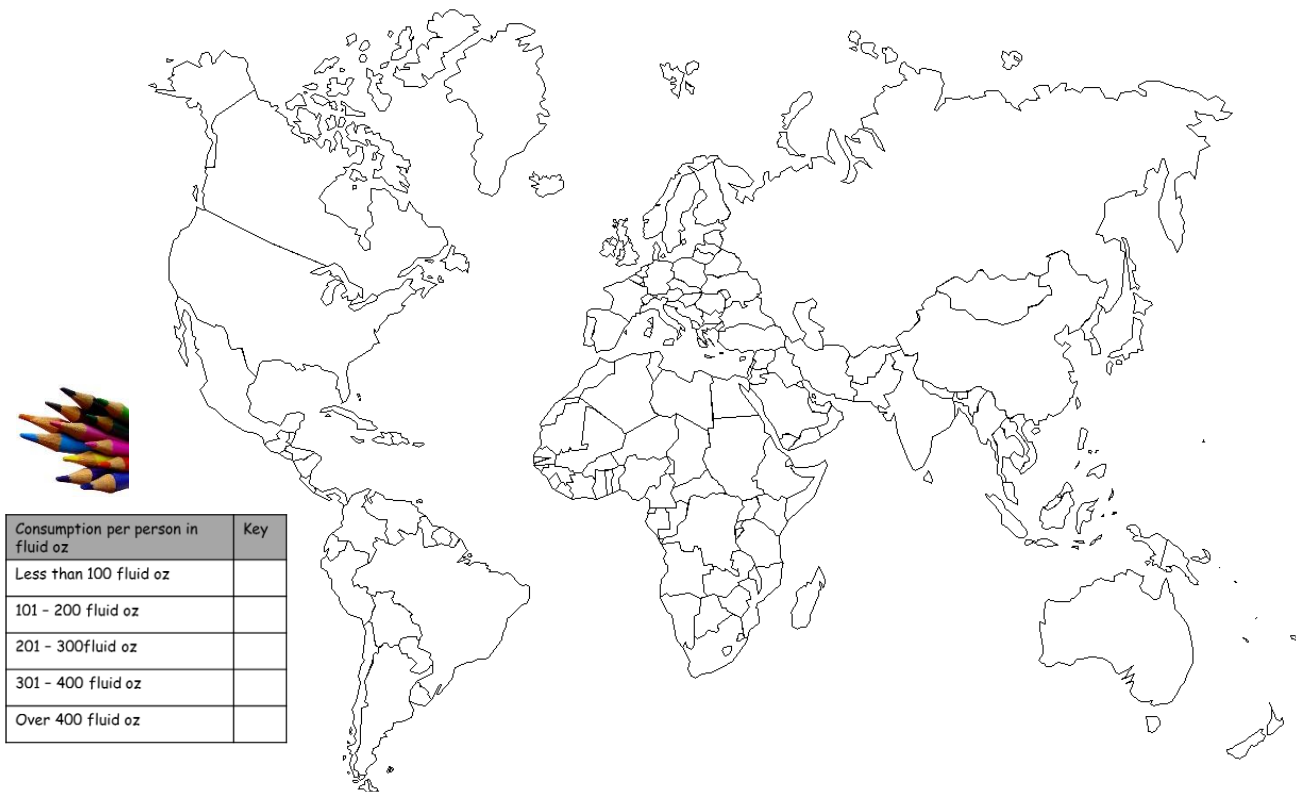 Consumption per person in
fluid oz
Key
Less than 100 fluid oz
101 – 200 fluid oz
201 – 300fluid oz
301 – 400 fluid oz
Over 400 fluid oz